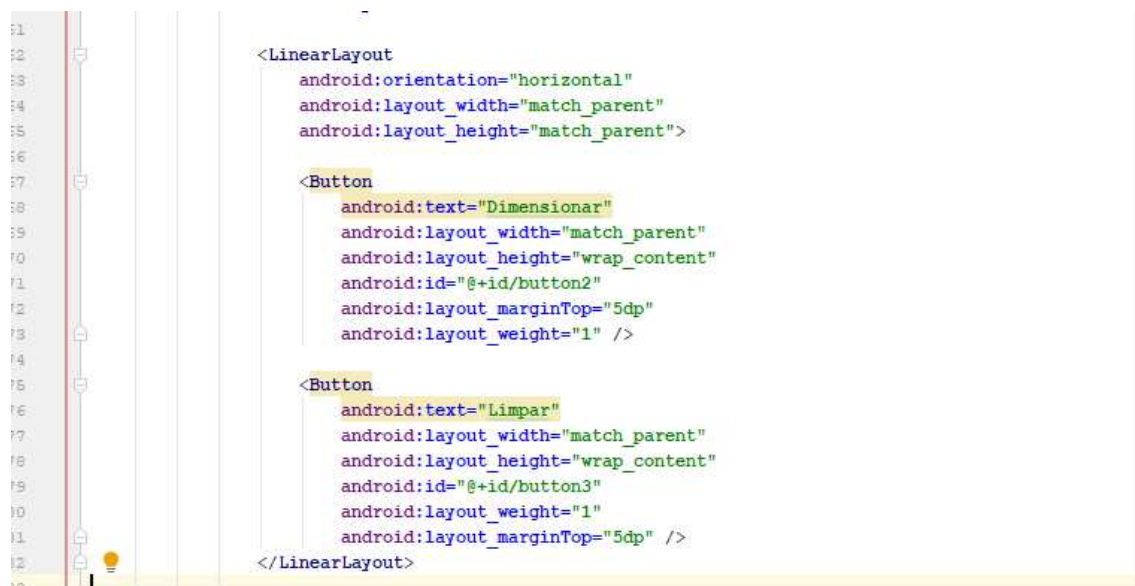 <LinearLayout
android:orientation="horizontal"
android:layout_width="match_parent"
android:layout_height="match_parent">
<Button
android:text="Dimensionar"
android:layout_width="match_parent"
android:layout_height="wrap_content"
android:id="@+id/button2"
android:layout_marginTop="5dp"
android:layout_weight="1" />
<Button
android:text="Limpar"
android:layout_width="match_parent"
android:layout_height="wrap_content"
android:id="@+id/button3"
android:layout_weight="1"
android:layout_marginTop="5dp" />
</LinearLayout>